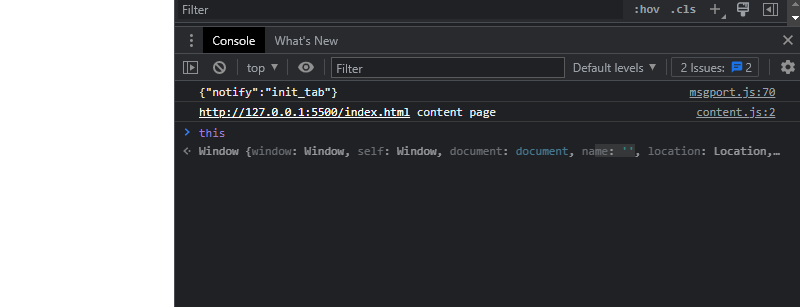 Filter :hov .cls
Console What's New
top Filter Default levels 2 Issues: 2
{"notify":"init_tab"} msgport.js:70
http://127.0.0.1:5500/index.html content page content.js:2
this
Window {window: Window, self: Window, document: document, name: '', location: Location,…